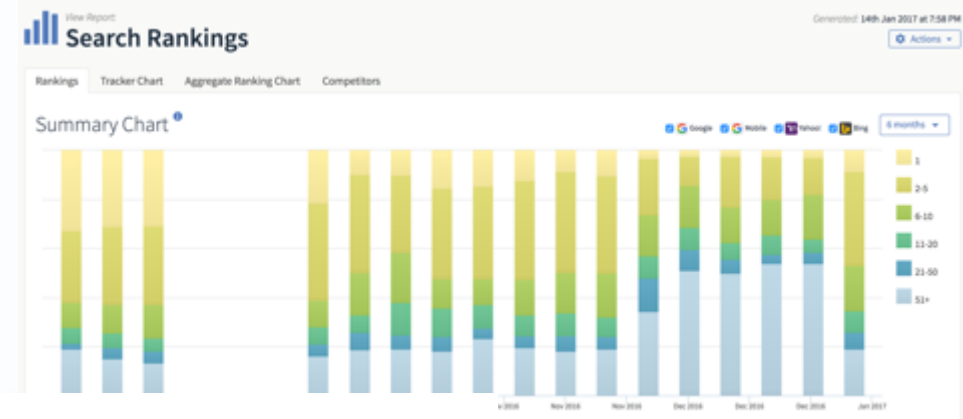 View Report:
Search Rankings
Generated: 14th Jan 2017 at 7:58 PM
Actions
Rankings Tracker Chart Aggregate Ranking Chart Competitors
Summary Chart
Google Mobile Yahoo! Bing 6 months
1
2-5
6-10
11-20
21-50
51+
2016 Nov 2016 Nov 2016 Dec 2016 Dec 2016 Dec 2016 Jan 2017